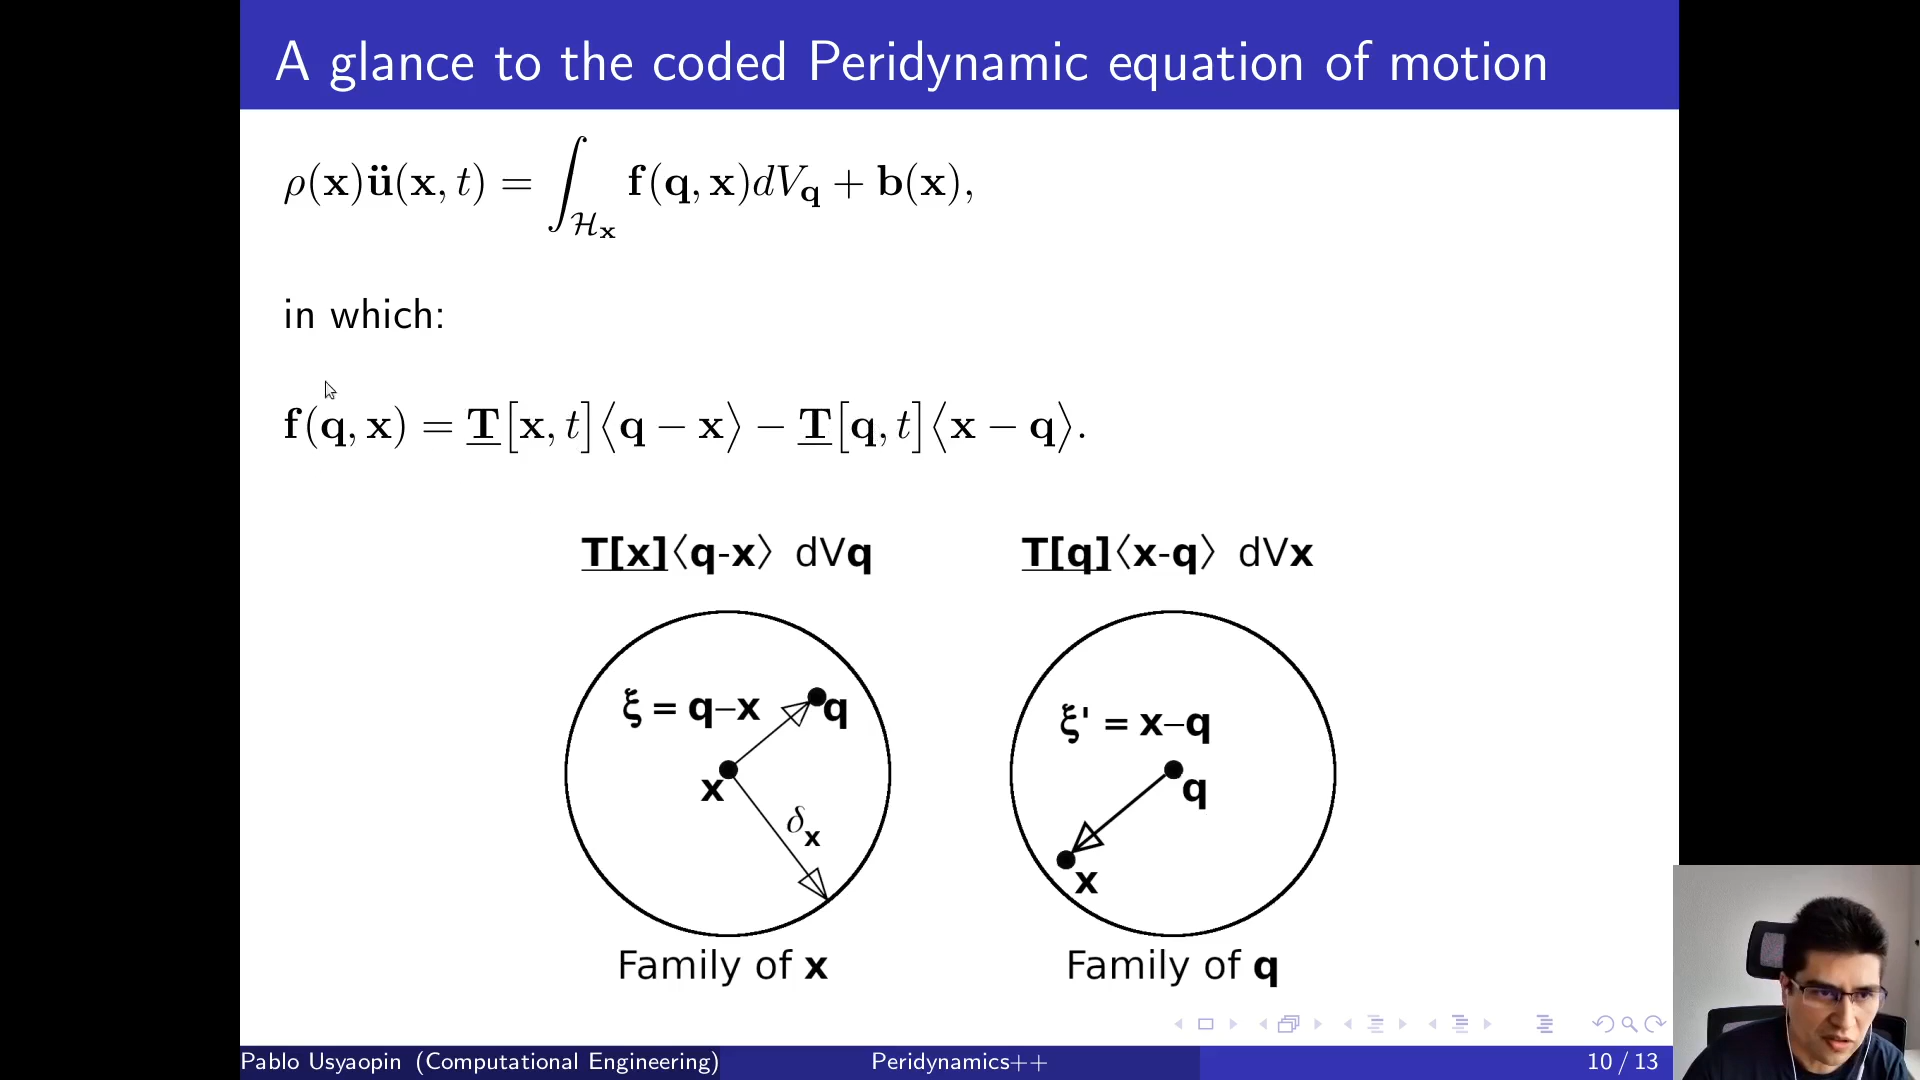 A glance to the coded Peridynamic equation of motion
ρ(x)ü(x, t) = ∫_{ℋ_x} f(q, x)dV_q + b(x),
in which:
f(q, x) = T[x, t]⟨q − x⟩ − T[q, t]⟨x − q⟩.
T[x]⟨q-x⟩ dVq
T[q]⟨x-q⟩ dVx
ξ = q–x
q
x
δx
ξ' = x–q
q
x
Family of x
Family of q
Pablo Usyaopin (Computational Engineering)
Peridynamics++
10 / 13